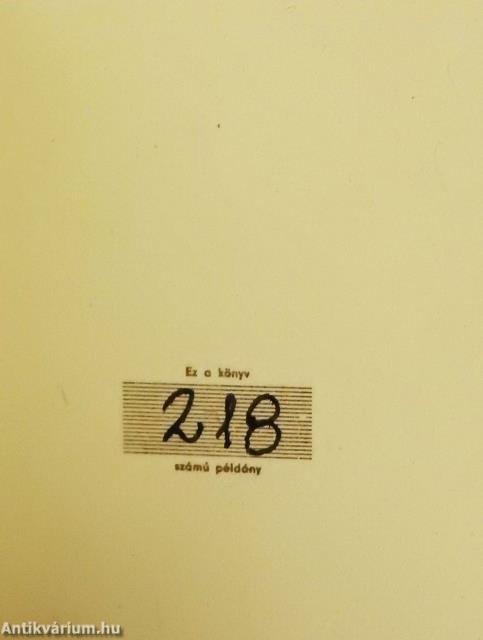 Ez a könyv
218
számú példány
Antikvárium.hu